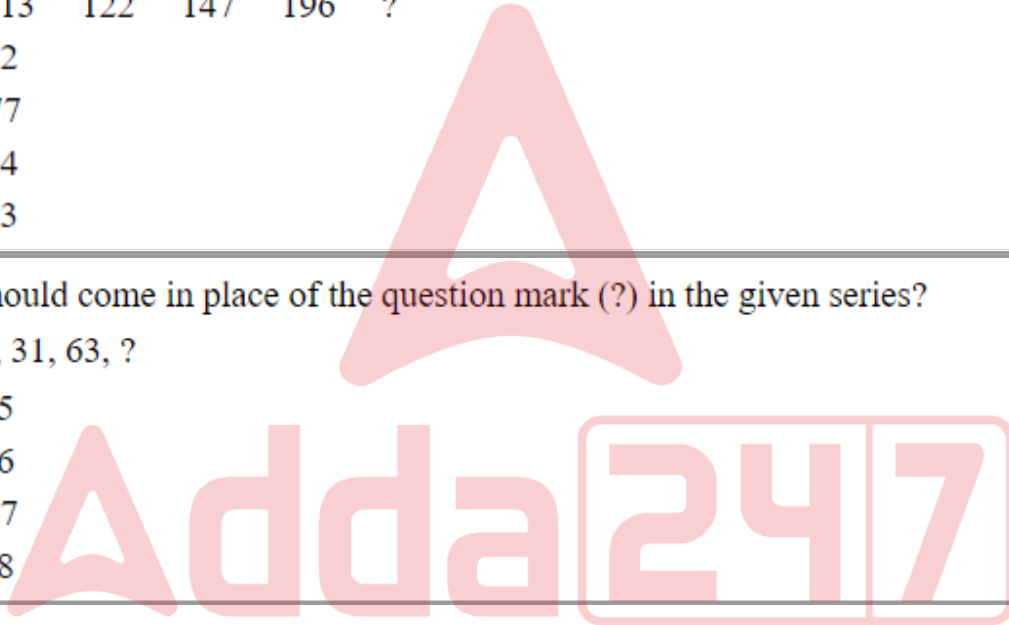 13 122 147 196 ?
2
77
4
3
hould come in place of the question mark (?) in the given series?
, 31, 63, ?
5
6
7
8
Adda247